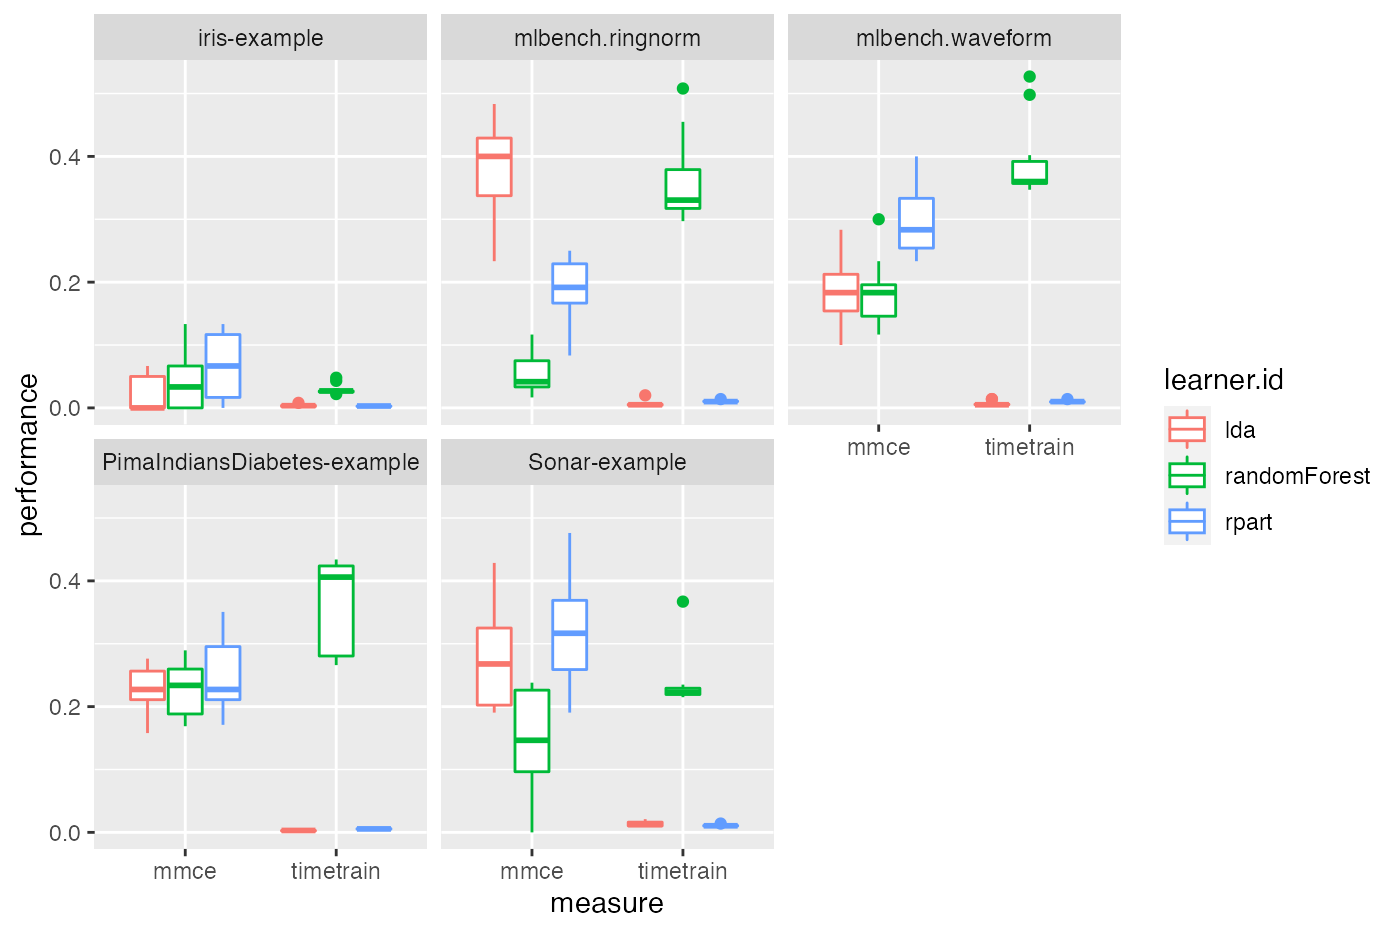 iris-example
mlbench.ringnorm
mlbench.waveform
0.4
0.2
0.0
mmce
timetrain
PimaIndiansDiabetes-example
Sonar-example
0.4
0.2
0.0
mmce
timetrain
mmce
timetrain
measure
performance
learner.id
lda
randomForest
rpart